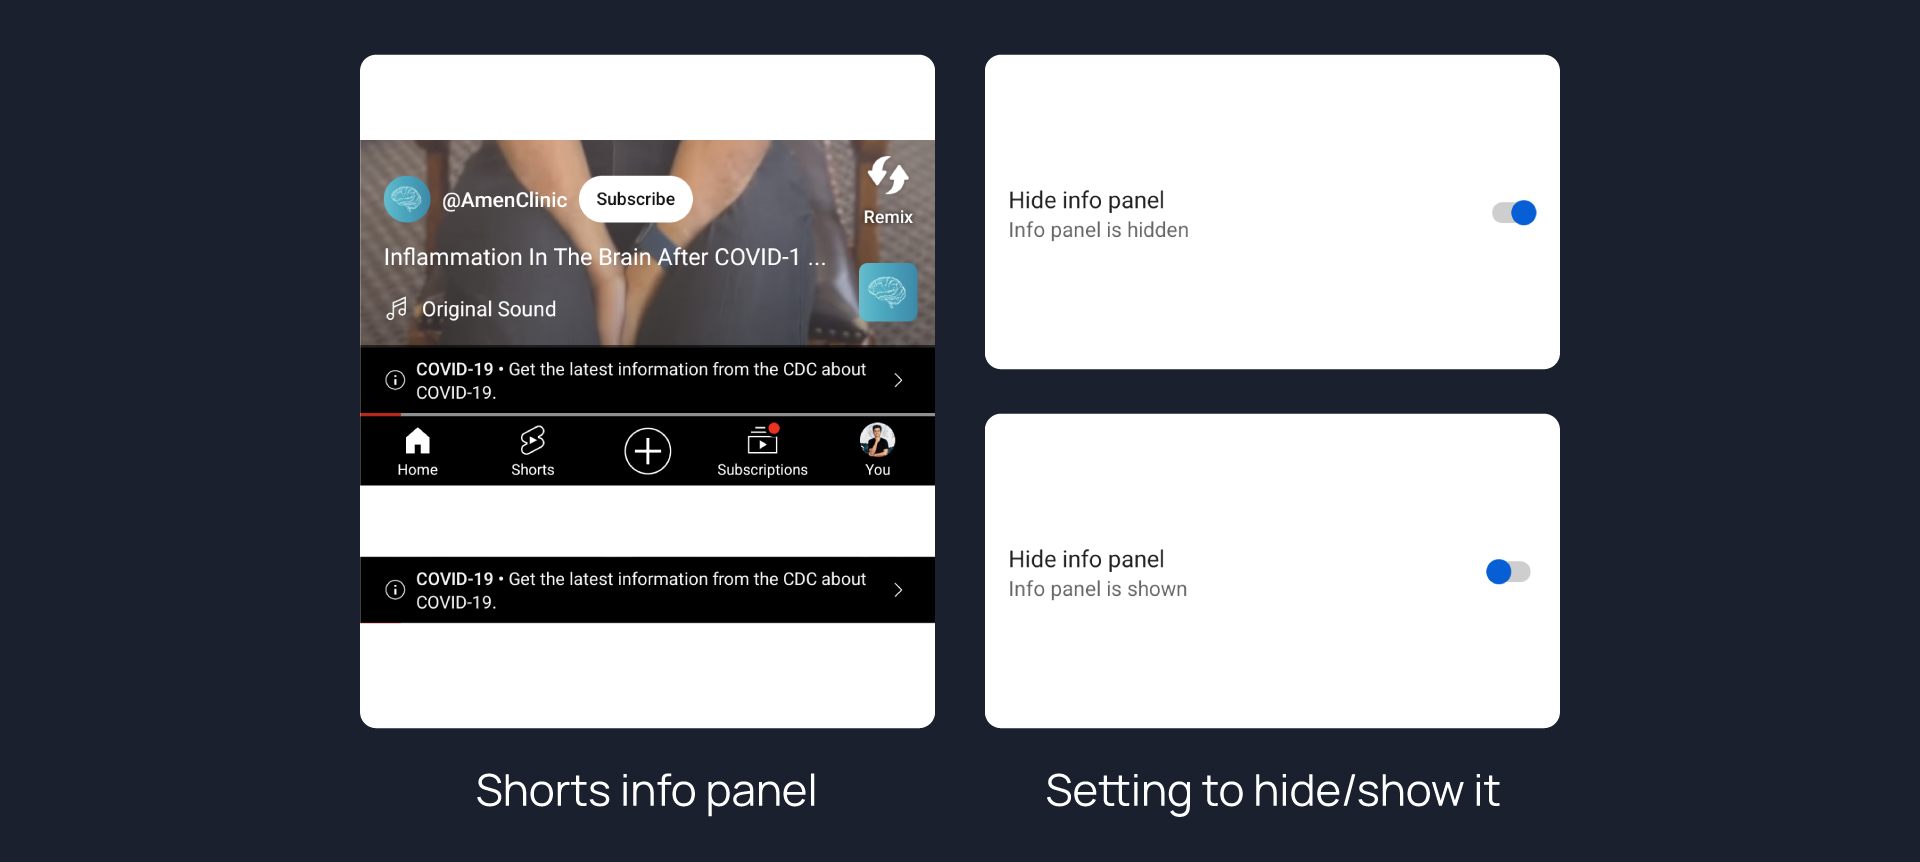 @AmenClinic
Subscribe
Remix
Inflammation In The Brain After COVID-1 ...
Original Sound
COVID-19 • Get the latest information from the CDC about
COVID-19.
Home
Shorts
Subscriptions
You
COVID-19 • Get the latest information from the CDC about
COVID-19.
Shorts info panel
Hide info panel
Info panel is hidden
Hide info panel
Info panel is shown
Setting to hide/show it